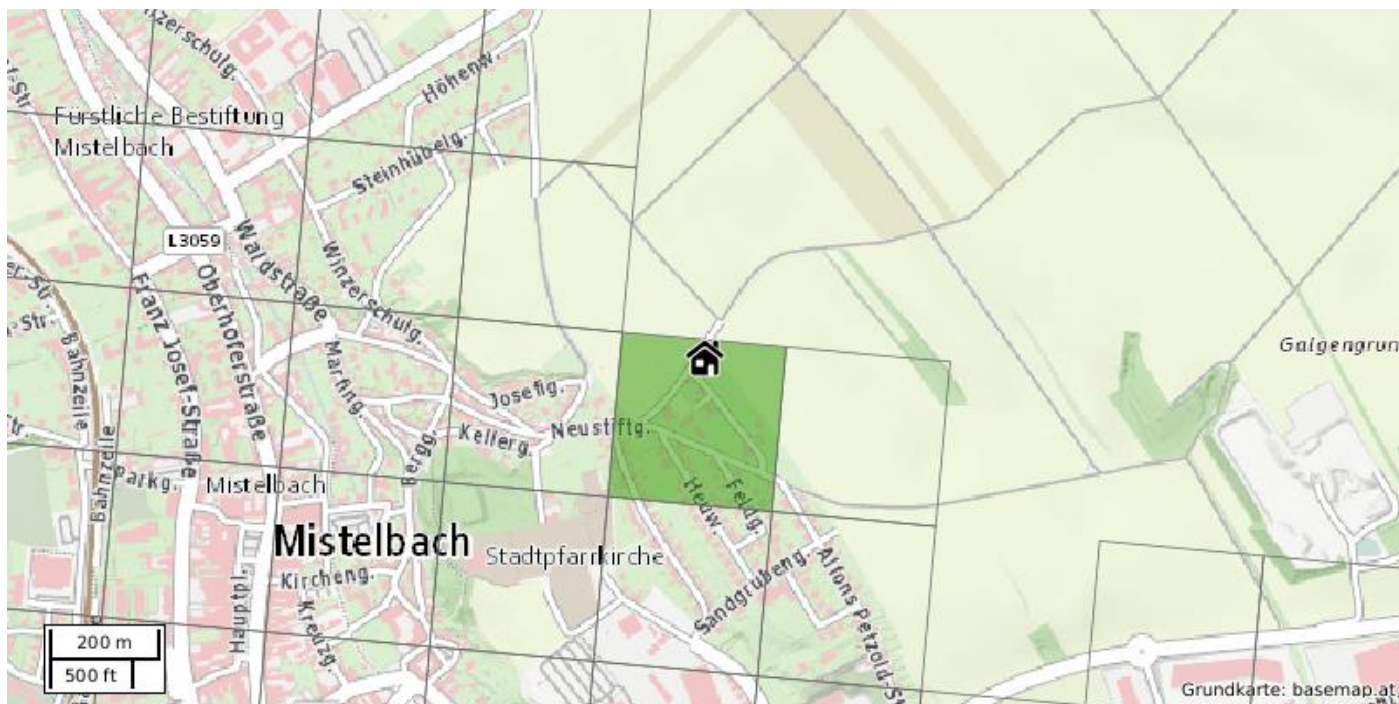 Winzerschulg.
Höhenw.
Fürstliche Bestiftung
Mistelbach
Steinhübelg.
L3059
Waldstraße
Winzerschulg.
Oberhoferstraße
Franz Josef-Straße
Bahnzeile
Bahnzeile
Marfing.
Josefig.
Kellerg.
Neustiftg.
Bergg.
Parkg.
Mistelbach
Mistelbach
Stadtpfarrkirche
Kircheng.
Hauptpl.
Kreuzg.
Heuw.
Feldg.
Sandgrubeng.
Alfons Petzold-St
Galgengrun
200 m
500 ft
Grundkarte: basemap.at